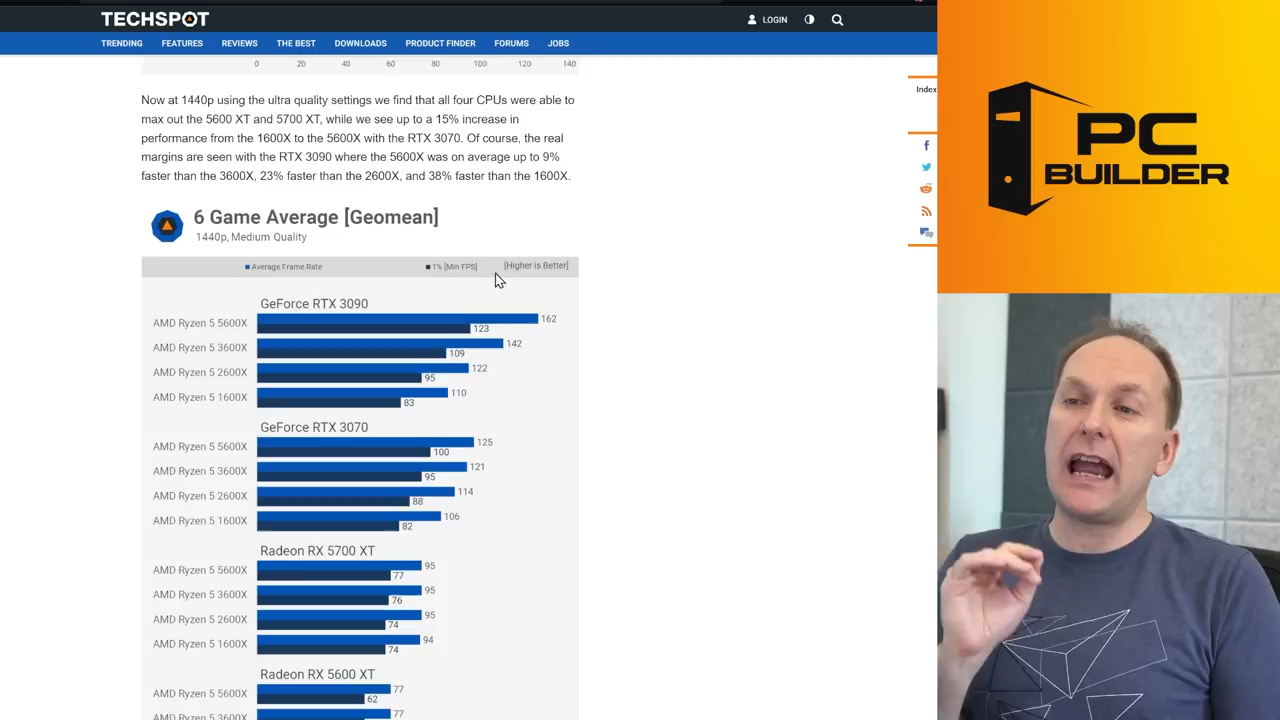 TECHSPOT
LOGIN
TRENDING FEATURES REVIEWS THE BEST DOWNLOADS PRODUCT FINDER FORUMS JOBS
0 20 40 60 80 100 120 140
Index
Now at 1440p using the ultra quality settings we find that all four CPUs were able to
max out the 5600 XT and 5700 XT, while we see up to a 15% increase in
performance from the 1600X to the 5600X with the RTX 3070. Of course, the real
margins are seen with the RTX 3090 where the 5600X was on average up to 9%
faster than the 3600X, 23% faster than the 2600X, and 38% faster than the 1600X.
6 Game Average [Geomean]
1440p, Medium Quality
Average Frame Rate 1% [Min FPS] [Higher is Better]
GeForce RTX 3090
AMD Ryzen 5 5600X 162
123
AMD Ryzen 5 3600X 142
109
AMD Ryzen 5 2600X 122
95
AMD Ryzen 5 1600X 110
83
GeForce RTX 3070
AMD Ryzen 5 5600X 125
100
AMD Ryzen 5 3600X 121
95
AMD Ryzen 5 2600X 114
88
AMD Ryzen 5 1600X 106
82
Radeon RX 5700 XT
AMD Ryzen 5 5600X 95
77
AMD Ryzen 5 3600X 95
76
AMD Ryzen 5 2600X 95
74
AMD Ryzen 5 1600X 94
74
Radeon RX 5600 XT
AMD Ryzen 5 5600X 77
62
AMD Ryzen 5 3600X 77
PC
BUILDER